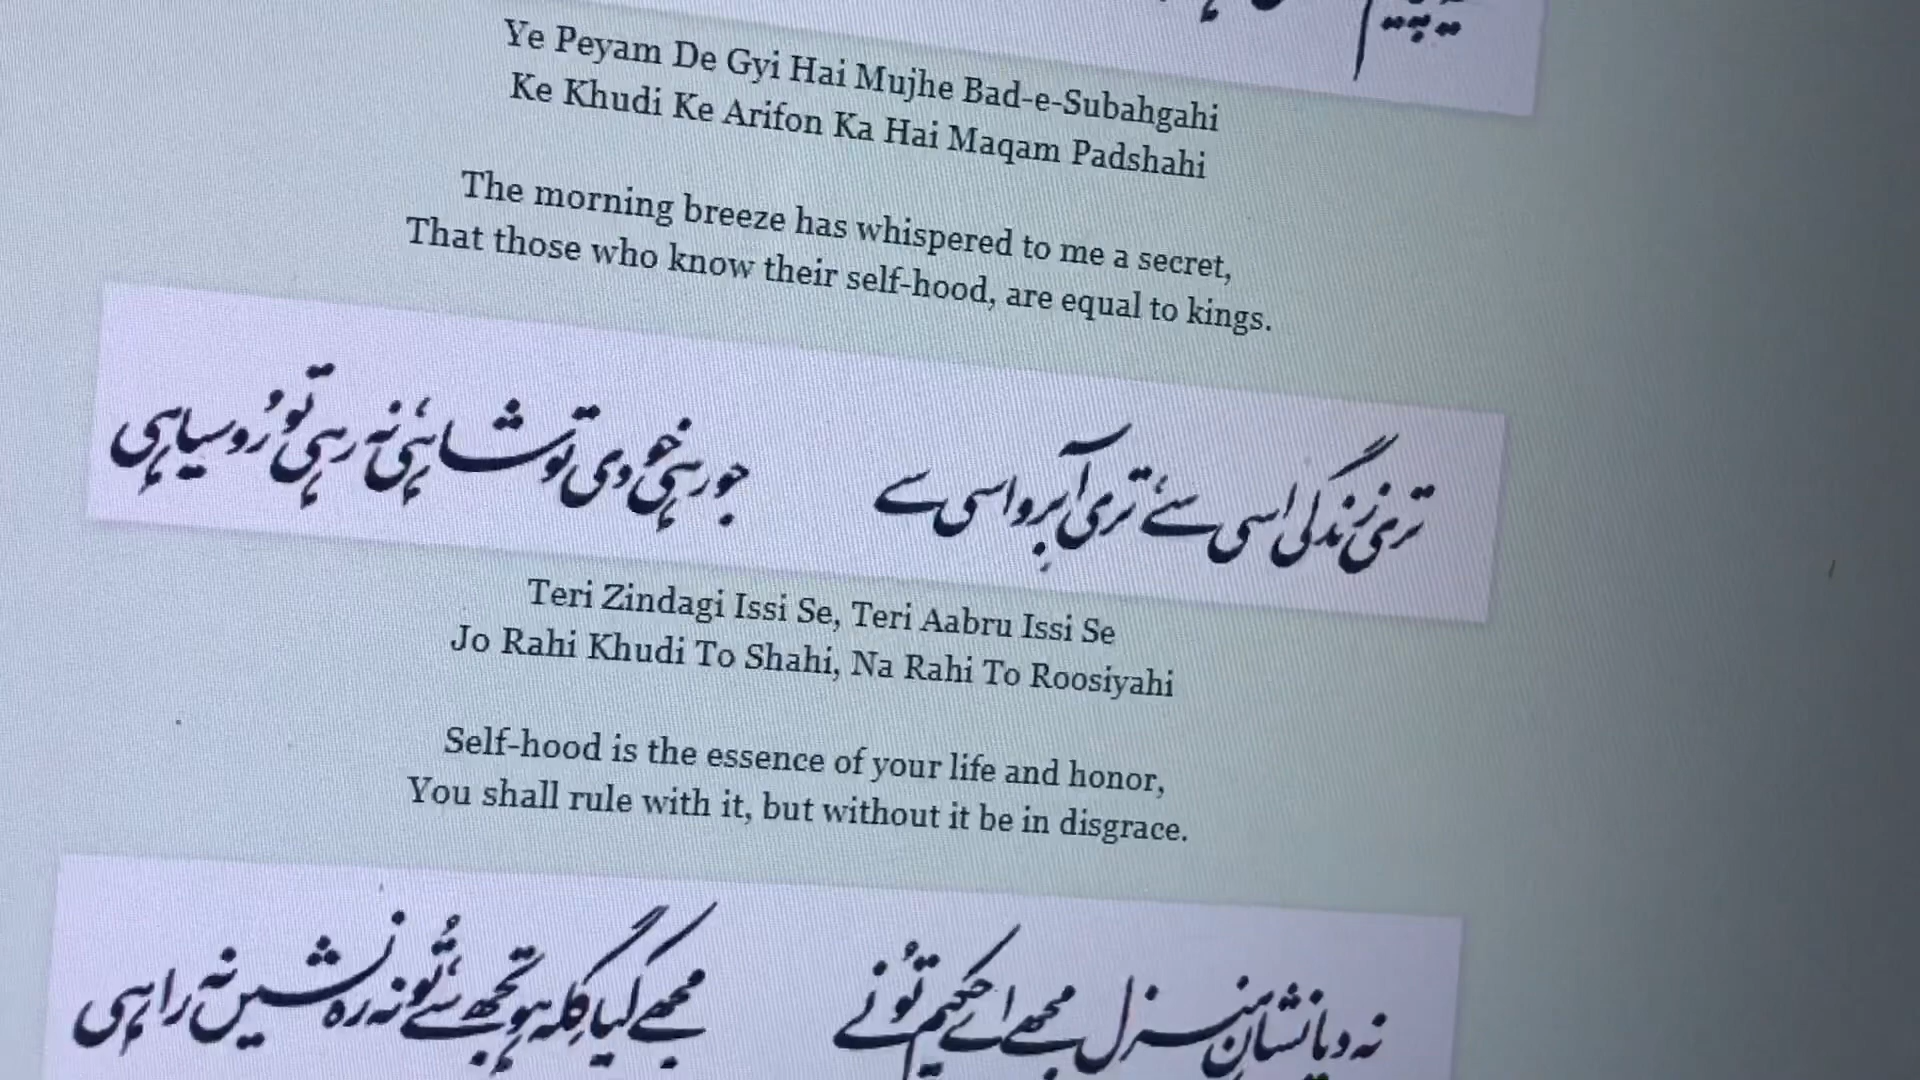 Ye Peyam De Gyi Hai Mujhe Bad-e-Subahgahi
Ke Khudi Ke Arifon Ka Hai Maqam Padshahi
The morning breeze has whispered to me a secret,
That those who know their self-hood, are equal to kings.
تری زندگی اسی سے، تری آبرو اسی سے جو رہی خودی تو شاہی، نہ رہی تو رُوسیاہی
Teri Zindagi Issi Se, Teri Aabru Issi Se
Jo Rahi Khudi To Shahi, Na Rahi To Roosiyahi
Self-hood is the essence of your life and honor,
You shall rule with it, but without it be in disgrace.
نہ دیا نشانِ منزل مجھے اے حکیم تُو نے مجھے کیا گِلہ ہو تجھ سے، تُو نہ رہ نشیں نہ راہی